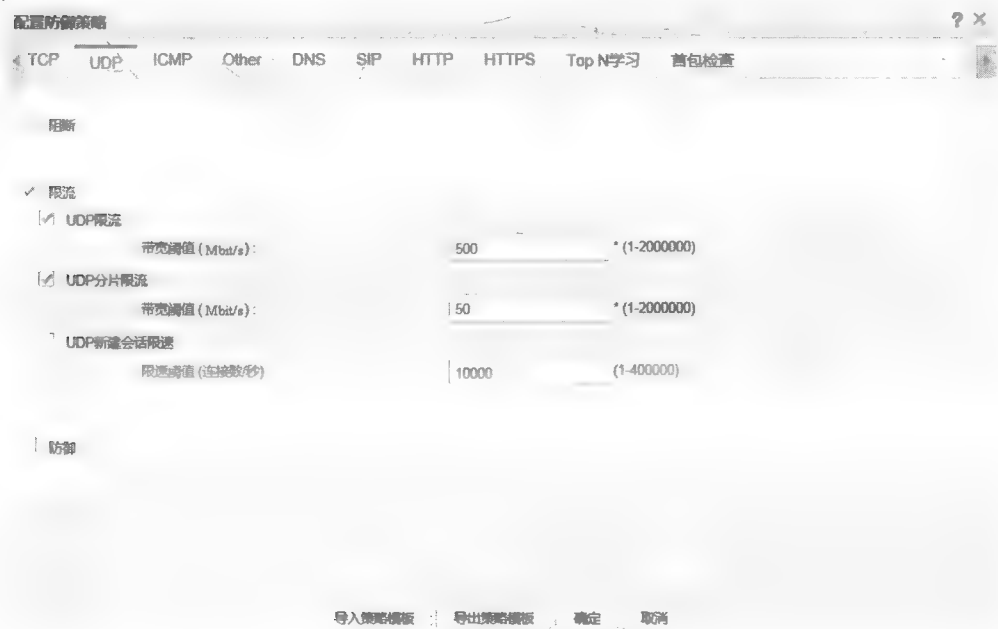 配置防御策略 ? ×
TCP UDP ICMP Other DNS SIP HTTP HTTPS Top N学习 首包检查
阻断
限流
UDP限流
带宽阈值 (Mbit/s) : 500 * (1-2000000)
UDP分片限流
带宽阈值 (Mbit/s) : 50 * (1-2000000)
UDP新建会话限速
限速阈值 (连接数/秒) 10000 (1-400000)
防御
导入策略模板 导出策略模板 确定 取消